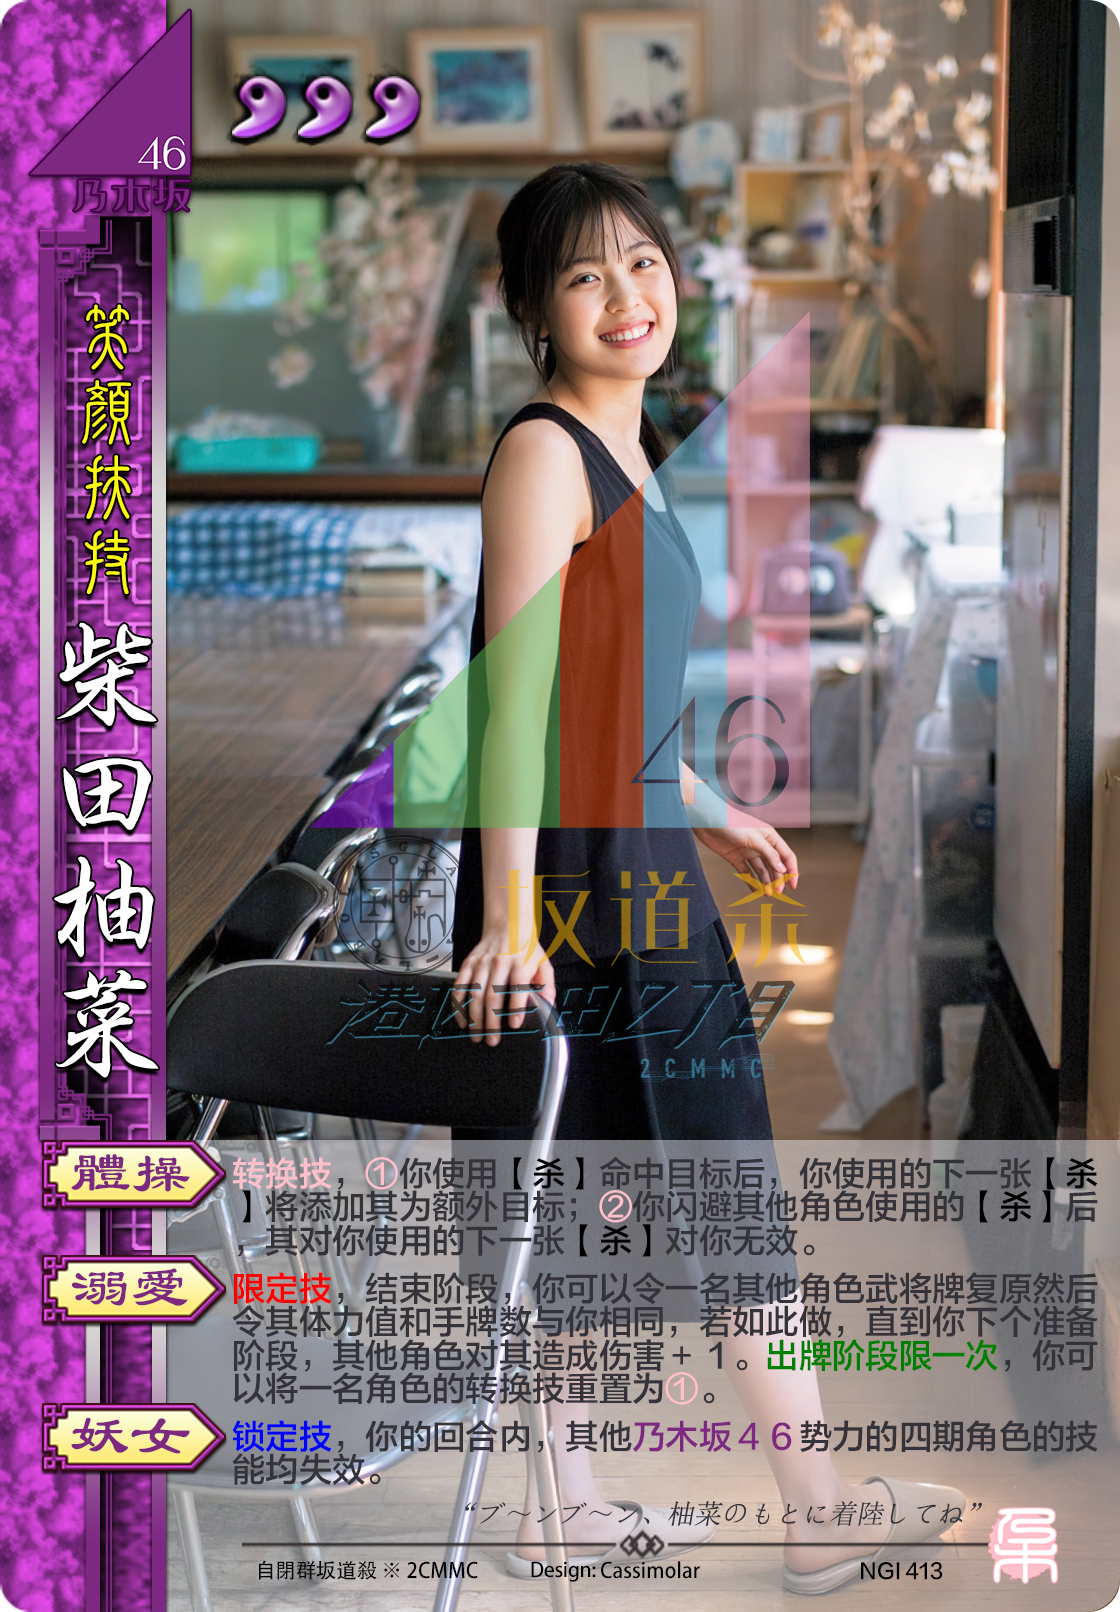 46
乃木坂
笑顔扶持
柴田柚菜
46
坂道杀
港区三田乙137白
2CMMC
體操
转换技，①你使用【杀】命中目标后，你使用的下一张【杀
】将添加其为额外目标；②你闪避其他角色使用的【杀】后
，其对你使用的下一张【杀】对你无效。
溺愛
限定技，结束阶段，你可以令一名其他角色武将牌复原然后
令其体力值和手牌数与你相同，若如此做，直到你下个准备
阶段，其他角色对其造成伤害＋１。出牌阶段限一次，你可
以将一名角色的转换技重置为①。
妖女
锁定技，你的回合内，其他乃木坂４６势力的四期角色的技
能均失效。
“ブ～ンブ～ン、柚菜のもとに着陸してね”
自閉群坂道殺 ※ 2CMMC
Design: Cassimolar
NGI 413